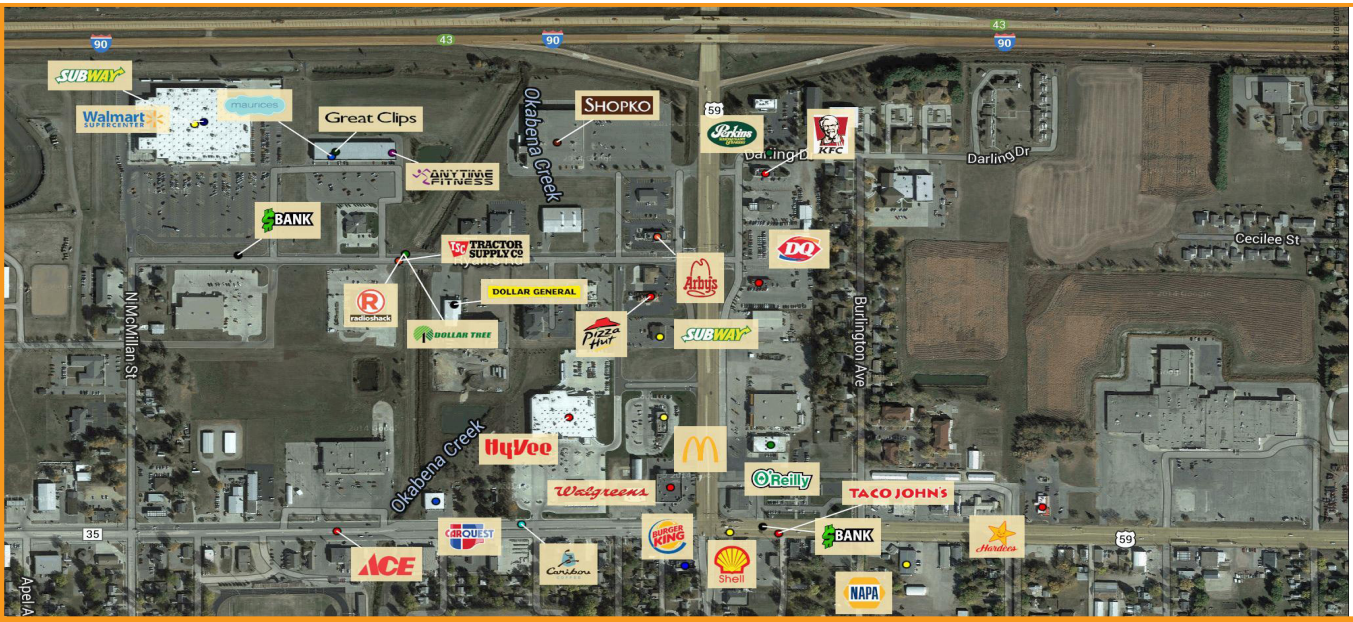 43
43
90
90
90
SUBWAY
59
Walmart
SUPERCENTER
maurices
Great Clips
SHOPKO
Perkins
KFC
Okabena Creek
Darling Dr
Darling Dr
ANYTIME
FITNESS
$BANK
TSC TRACTOR
SUPPLY CO
DQ
Cecilee St
Arby's
R
radioshack
DOLLAR GENERAL
DOLLAR TREE
Pizza
Hut
SUBWAY
N McMillan St
Burlington Ave
HyVee
Okabena Creek
M
O'Reilly
Walgreens
TACO JOHN'S
35
CARQUEST
BURGER
KING
$BANK
Hardees
59
ACE
Caribou
COFFEE
Shell
NAPA